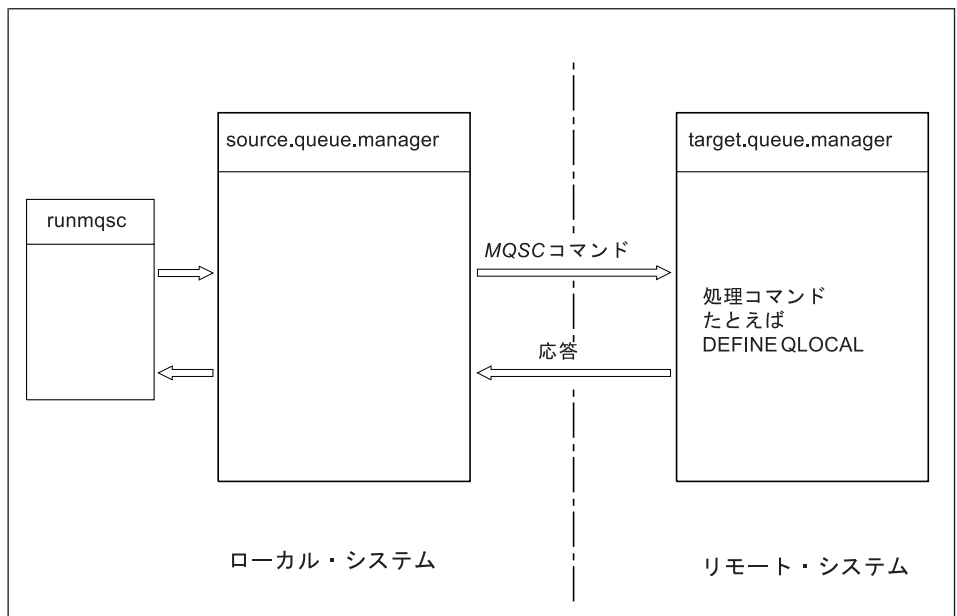 source.queue.manager
target.queue.manager
runmqsc
MQSCコマンド
処理コマンド
たとえば
DEFINE QLOCAL
応答
ローカル・システム
リモート・システム